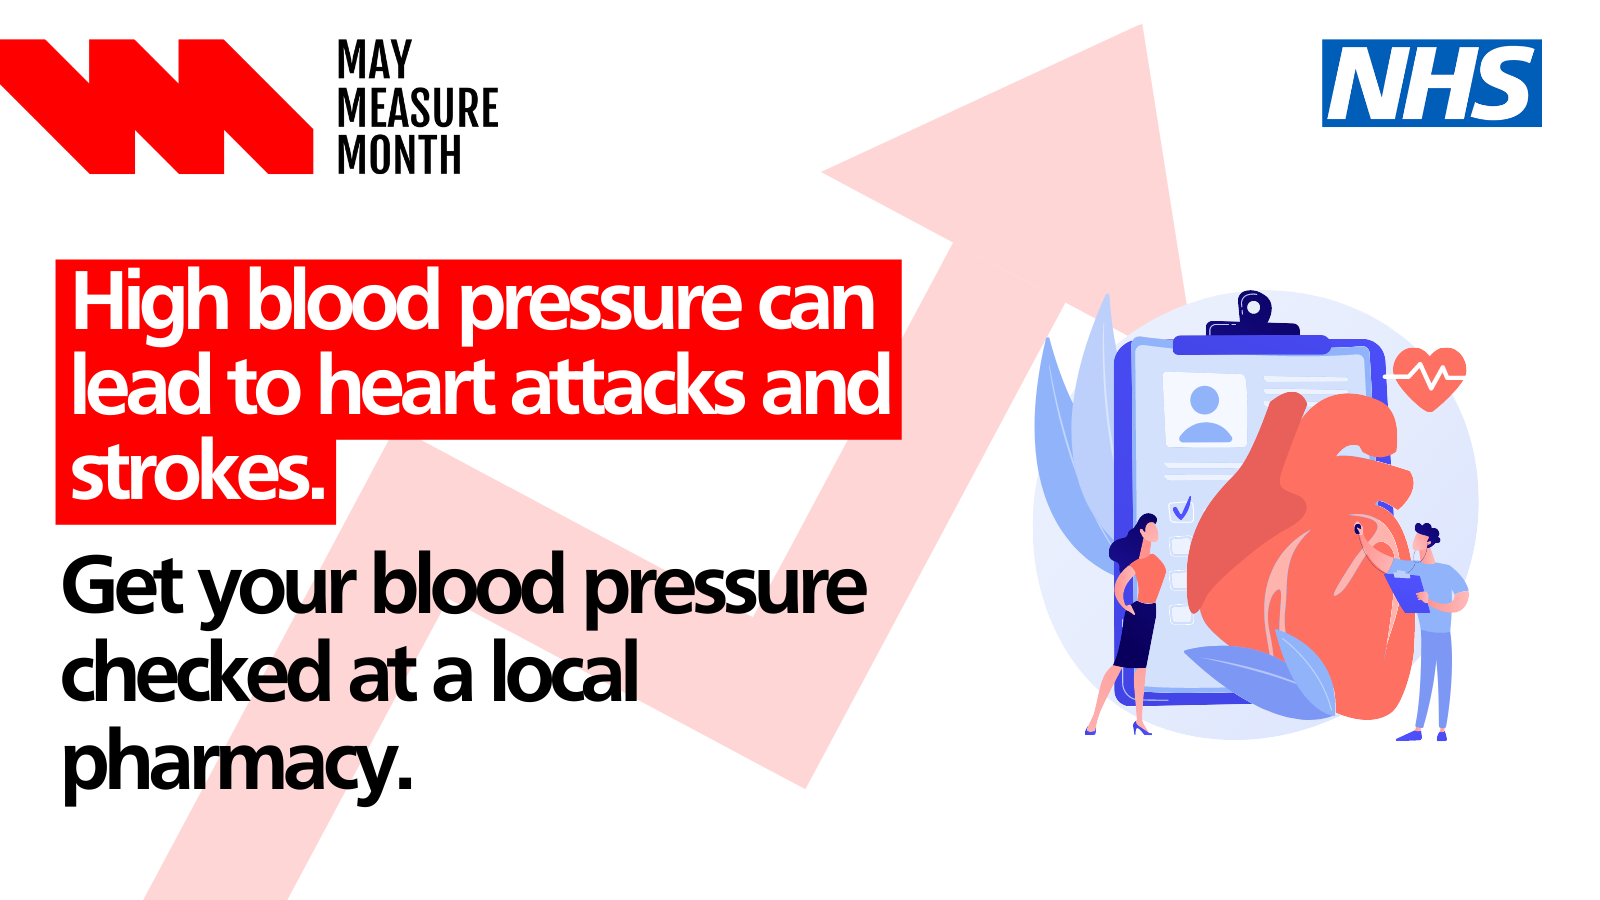 MAY
MEASURE
MONTH
NHS
High blood pressure can
lead to heart attacks and
strokes.
Get your blood pressure
checked at a local
pharmacy.